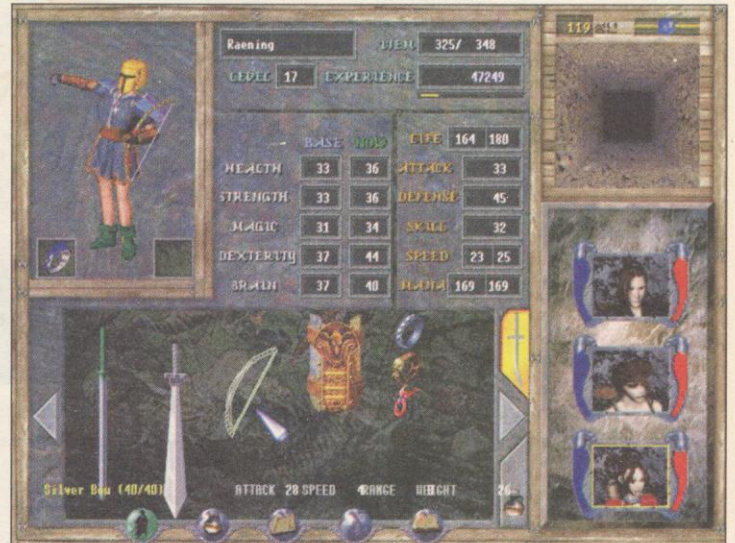 Raening VIEM 325/ 348
LEVEL 17 EXPERIENCE 47249
119
BASE NOW
HEALTH 33 36
STRENGTH 33 36
MAGIC 31 34
DEXTERITY 37 44
BRAIN 37 40
LIFE 164 180
ATTACK 33
DEFENSE 45
SKILL 32
SPEED 23 25
MANA 169 169
Silver Bow (40/40) ATTACK 28 SPEED 4 RANGE WEIGHT 26